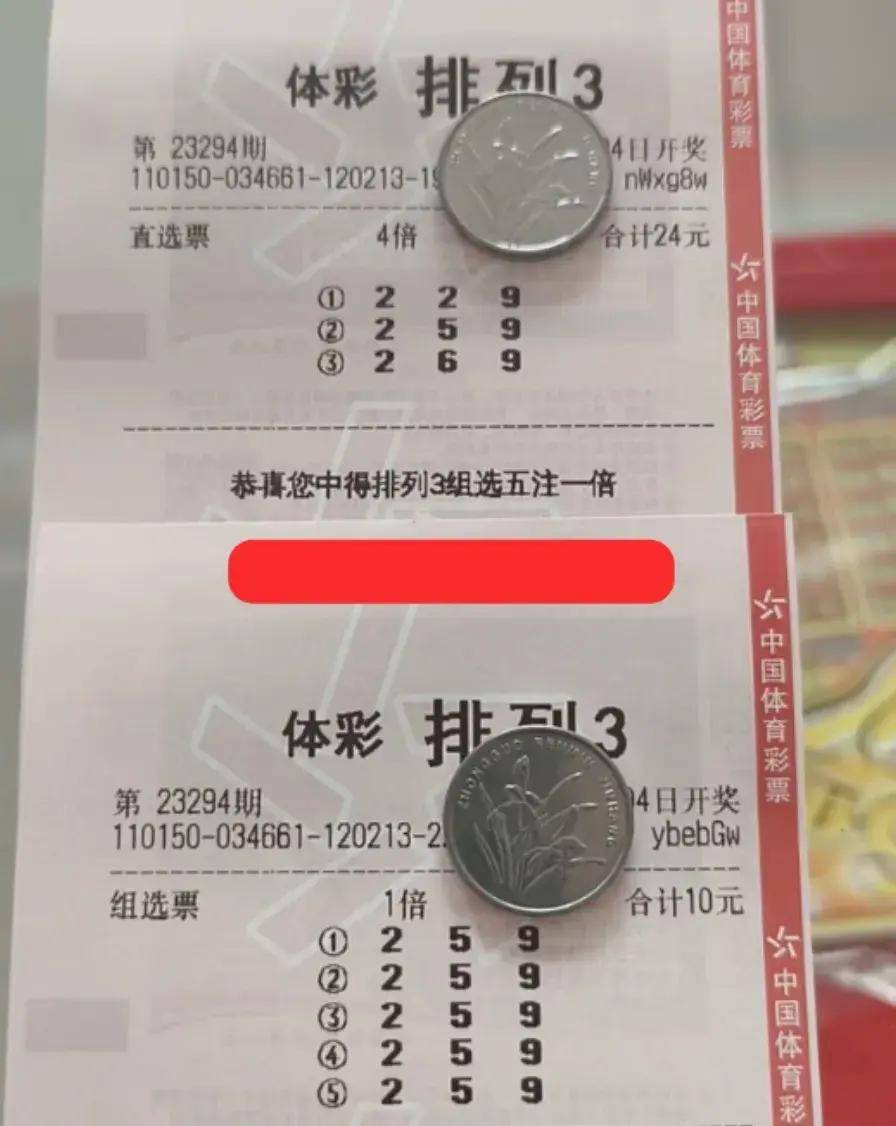 体彩 排列3
第 23294期 4日开奖
110150-034661-120213-19 nWxg8w
直选票 4倍 合计24元
① 2 2 9
② 2 5 9
③ 2 6 9
恭喜您中得排列3组选五注一倍
中国体育彩票
中国体育彩票
体彩 排列3
第 23294期 04日开奖
110150-034661-120213-2 ybebGw
组选票 1倍 合计10元
① 2 5 9
② 2 5 9
③ 2 5 9
④ 2 5 9
⑤ 2 5 9
中国体育彩票
中国体育彩